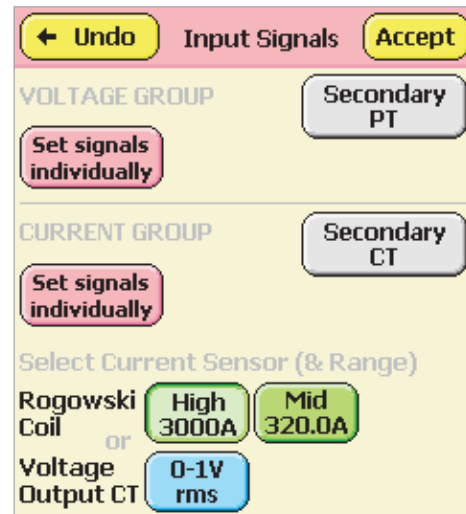 ← Undo Input Signals Accept
VOLTAGE GROUP Secondary
PT
Set signals
individually
CURRENT GROUP Secondary
CT
Set signals
individually
Select Current Sensor (& Range)
Rogowski High Mid
Coil or 3000A 320.0A
Voltage 0-1V
Output CT rms